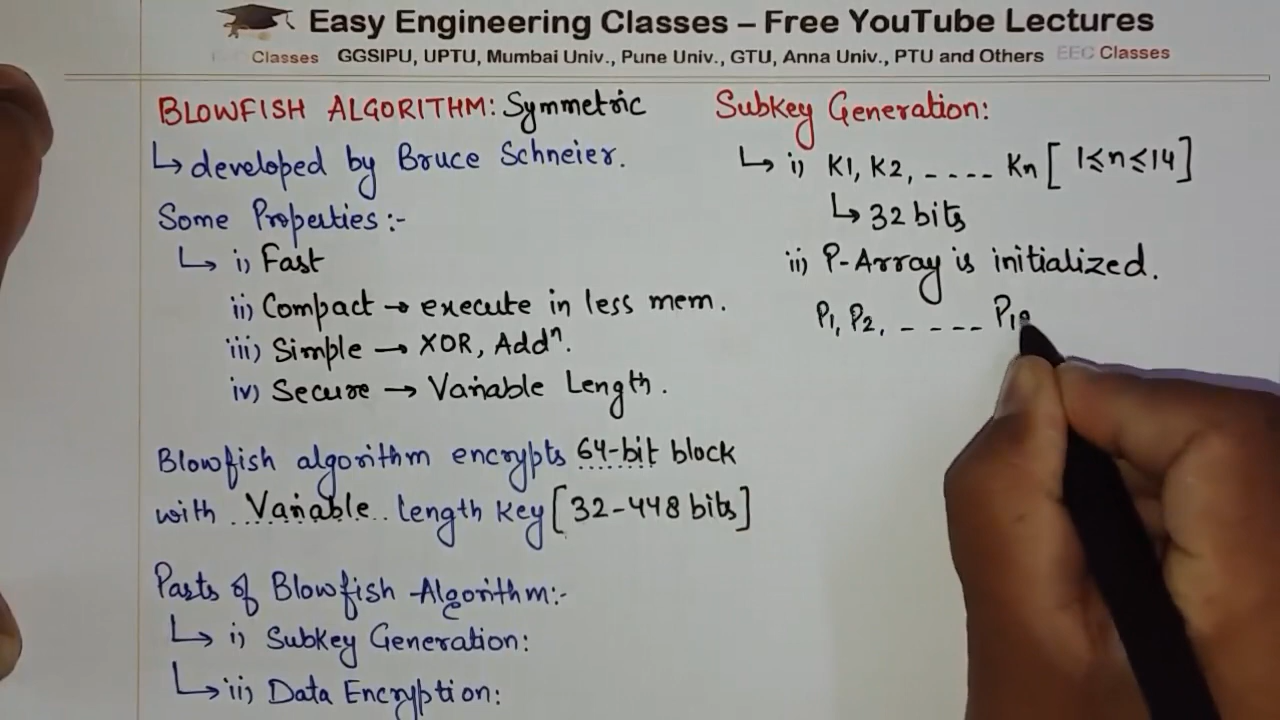 Easy Engineering Classes – Free YouTube Lectures
Classes GGSIPU, UPTU, Mumbai Univ., Pune Univ., GTU, Anna Univ., PTU and Others EEC Classes
BLOWFISH ALGORITHM: Symmetric
↳ developed by Bruce Schneier.
Some Properties :-
↳ i) Fast
ii) Compact → execute in less mem.
iii) Simple → XOR, Addⁿ.
iv) Secure → Variable Length.
Blowfish algorithm encrypts 64-bit block
with ..Variable.. length key [32-448 bits]
Parts of Blowfish Algorithm:-
↳ i) Subkey Generation:
↳ ii) Data Encryption:
Subkey Generation:
↳ i) K1, K2, ---- Kn [1≤n≤14]
↳ 32 bits
ii) P-Array is initialized.
P1, P2, ----